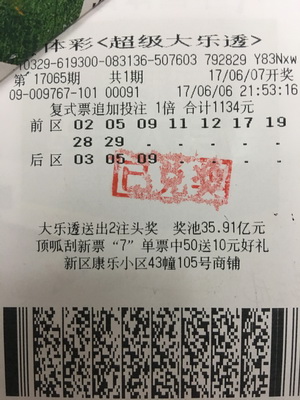 体彩<超级大乐透>
0329-619300-083136-507603 792829 Y83Nxw
第 17065期 共1期 17/06/07开奖
09-009767-101 00091 17/06/06 21:53:16
复式票追加投注 1倍 合计1134元
前区 02 05 09 11 12 17 19
28 29
后区 03 05 09
已兑奖
大乐透送出2注头奖 奖池35.91亿元
顶呱刮新票“7”单票中50送10元好礼
新区康乐小区43幢105号商铺